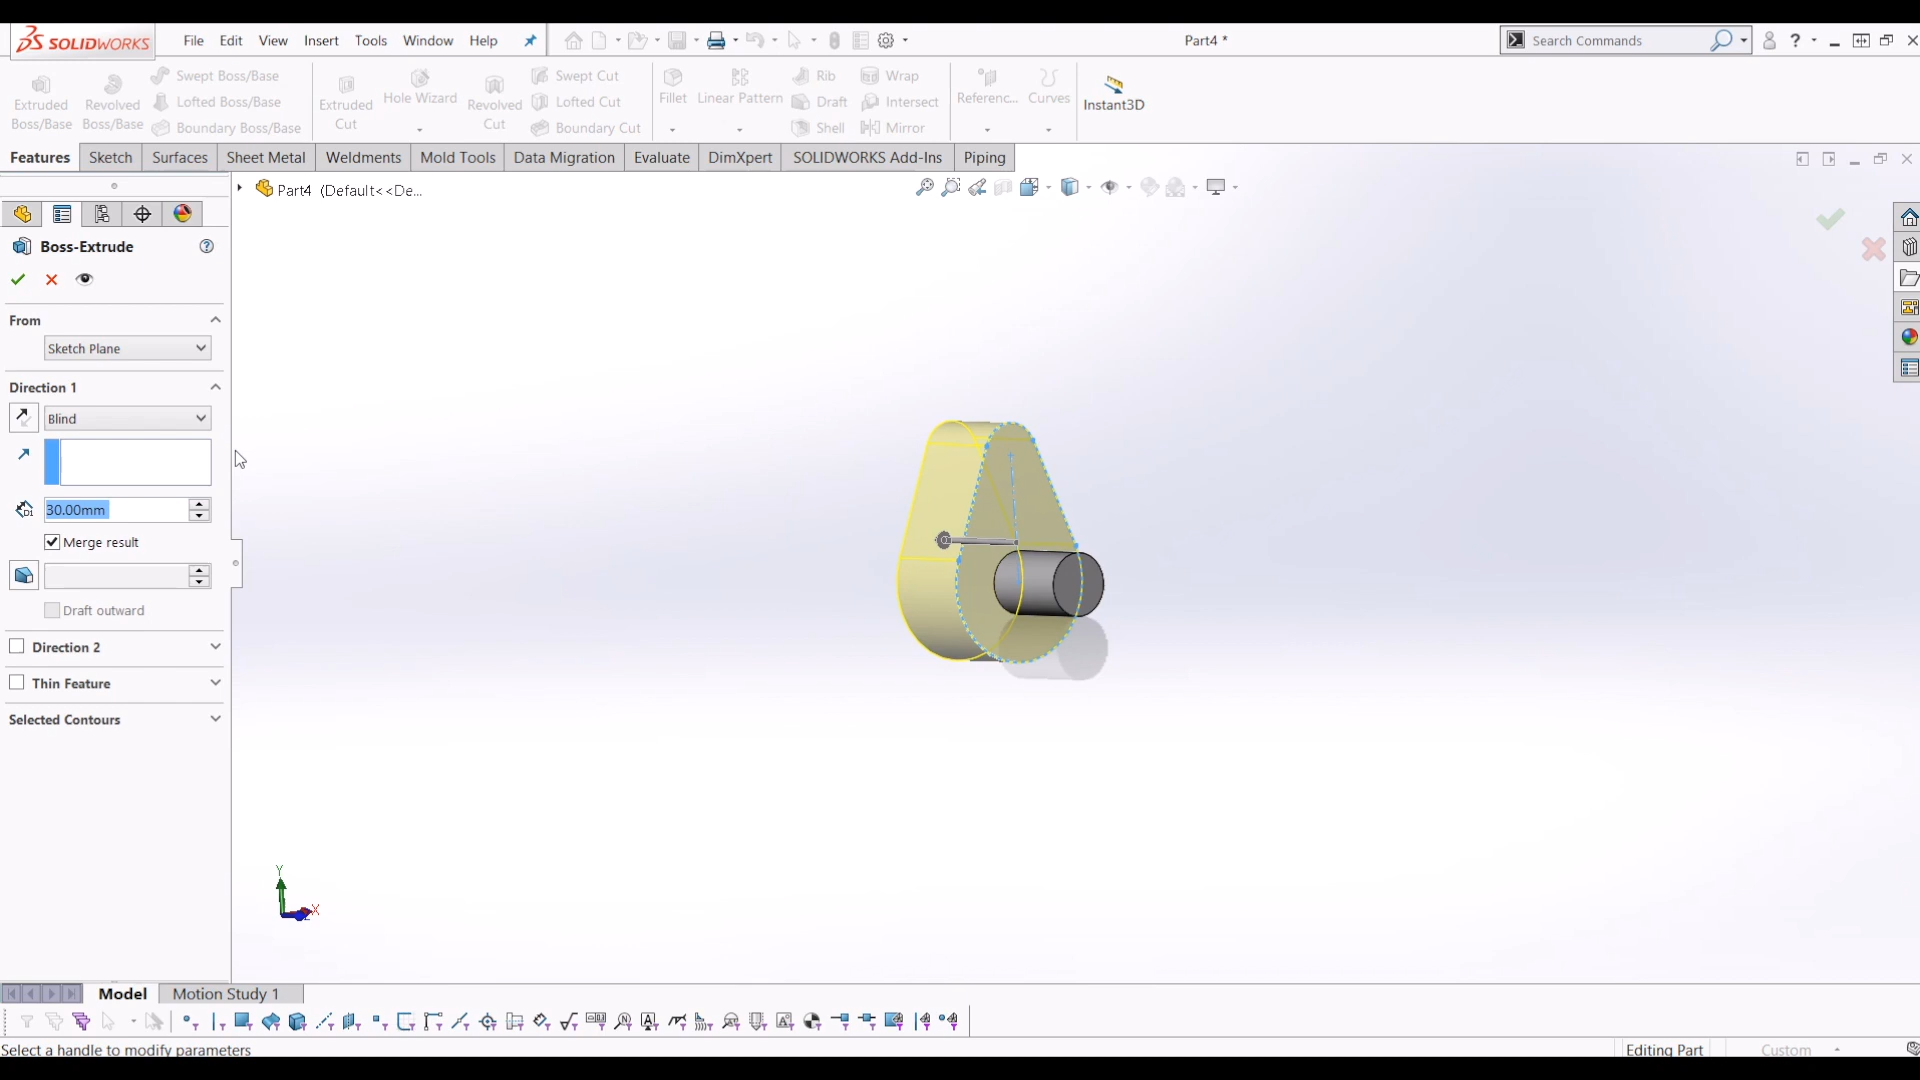 SOLIDWORKS File Edit View Insert Tools Window Help Part4 * Search Commands
Extruded Boss/Base
Revolved Boss/Base
Swept Boss/Base
Lofted Boss/Base
Boundary Boss/Base
Extruded Cut
Hole Wizard
Revolved Cut
Swept Cut
Lofted Cut
Boundary Cut
Fillet
Linear Pattern
Rib
Draft
Shell
Wrap
Intersect
Mirror
Referenc...
Curves
Instant3D
Features Sketch Surfaces Sheet Metal Weldments Mold Tools Data Migration Evaluate DimXpert SOLIDWORKS Add-Ins Piping
Part4 (Default<<De...
Boss-Extrude
From
Sketch Plane
Direction 1
Blind
30.00mm
Merge result
Draft outward
Direction 2
Thin Feature
Selected Contours
Y
X
Model Motion Study 1
Select a handle to modify parameters Editing Part Custom